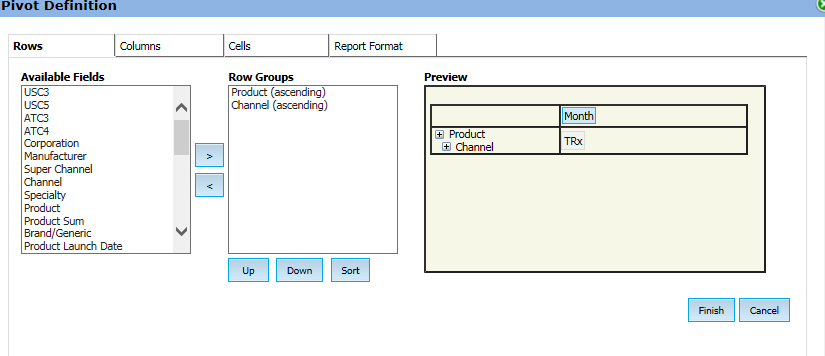 Pivot Definition
Rows
Columns
Cells
Report Format
Available Fields
USC3
USC5
ATC3
ATC4
Corporation
Manufacturer
Super Channel
Channel
Specialty
Product
Product Sum
Brand/Generic
Product Launch Date
>
<
Row Groups
Product (ascending)
Channel (ascending)
Up
Down
Sort
Preview
Month
Product
Channel
TRx
Finish
Cancel